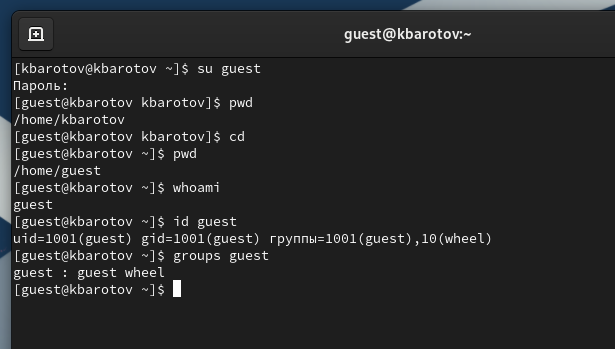 guest@kbarotov:~
[kbarotov@kbarotov ~]$ su guest
Пароль:
[guest@kbarotov kbarotov]$ pwd
/home/kbarotov
[guest@kbarotov kbarotov]$ cd
[guest@kbarotov ~]$ pwd
/home/guest
[guest@kbarotov ~]$ whoami
guest
[guest@kbarotov ~]$ id guest
uid=1001(guest) gid=1001(guest) группы=1001(guest),10(wheel)
[guest@kbarotov ~]$ groups guest
guest : guest wheel
[guest@kbarotov ~]$